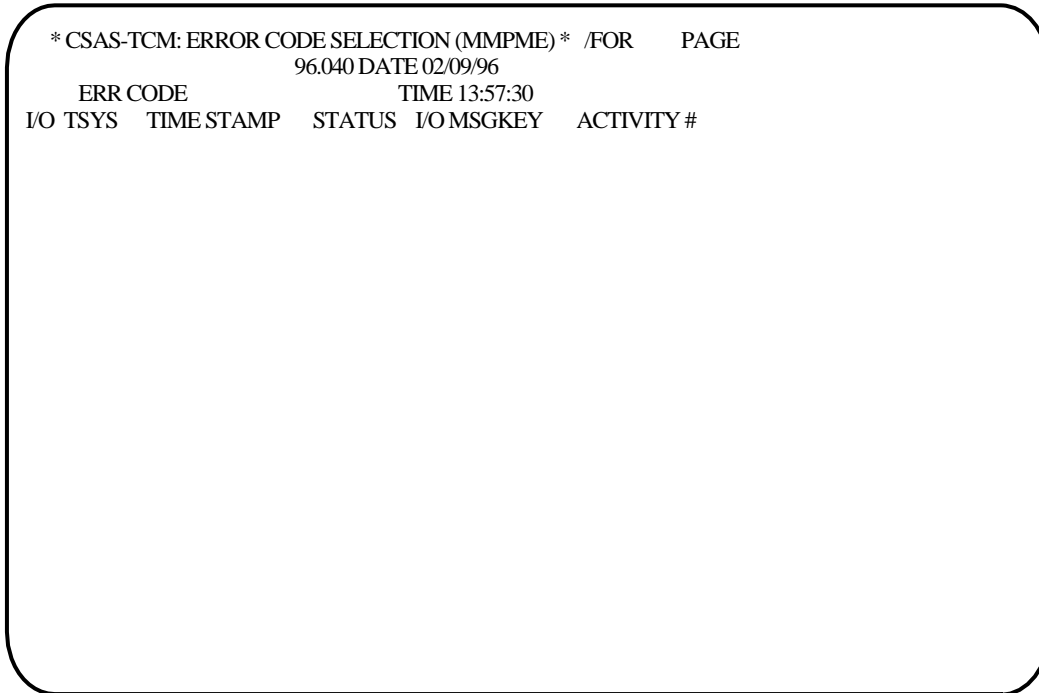 * CSAS-TCM: ERROR CODE SELECTION (MMPME) * /FOR PAGE
96.040 DATE 02/09/96
ERR CODE TIME 13:57:30
I/O TSYS TIME STAMP STATUS I/O MSGKEY ACTIVITY #